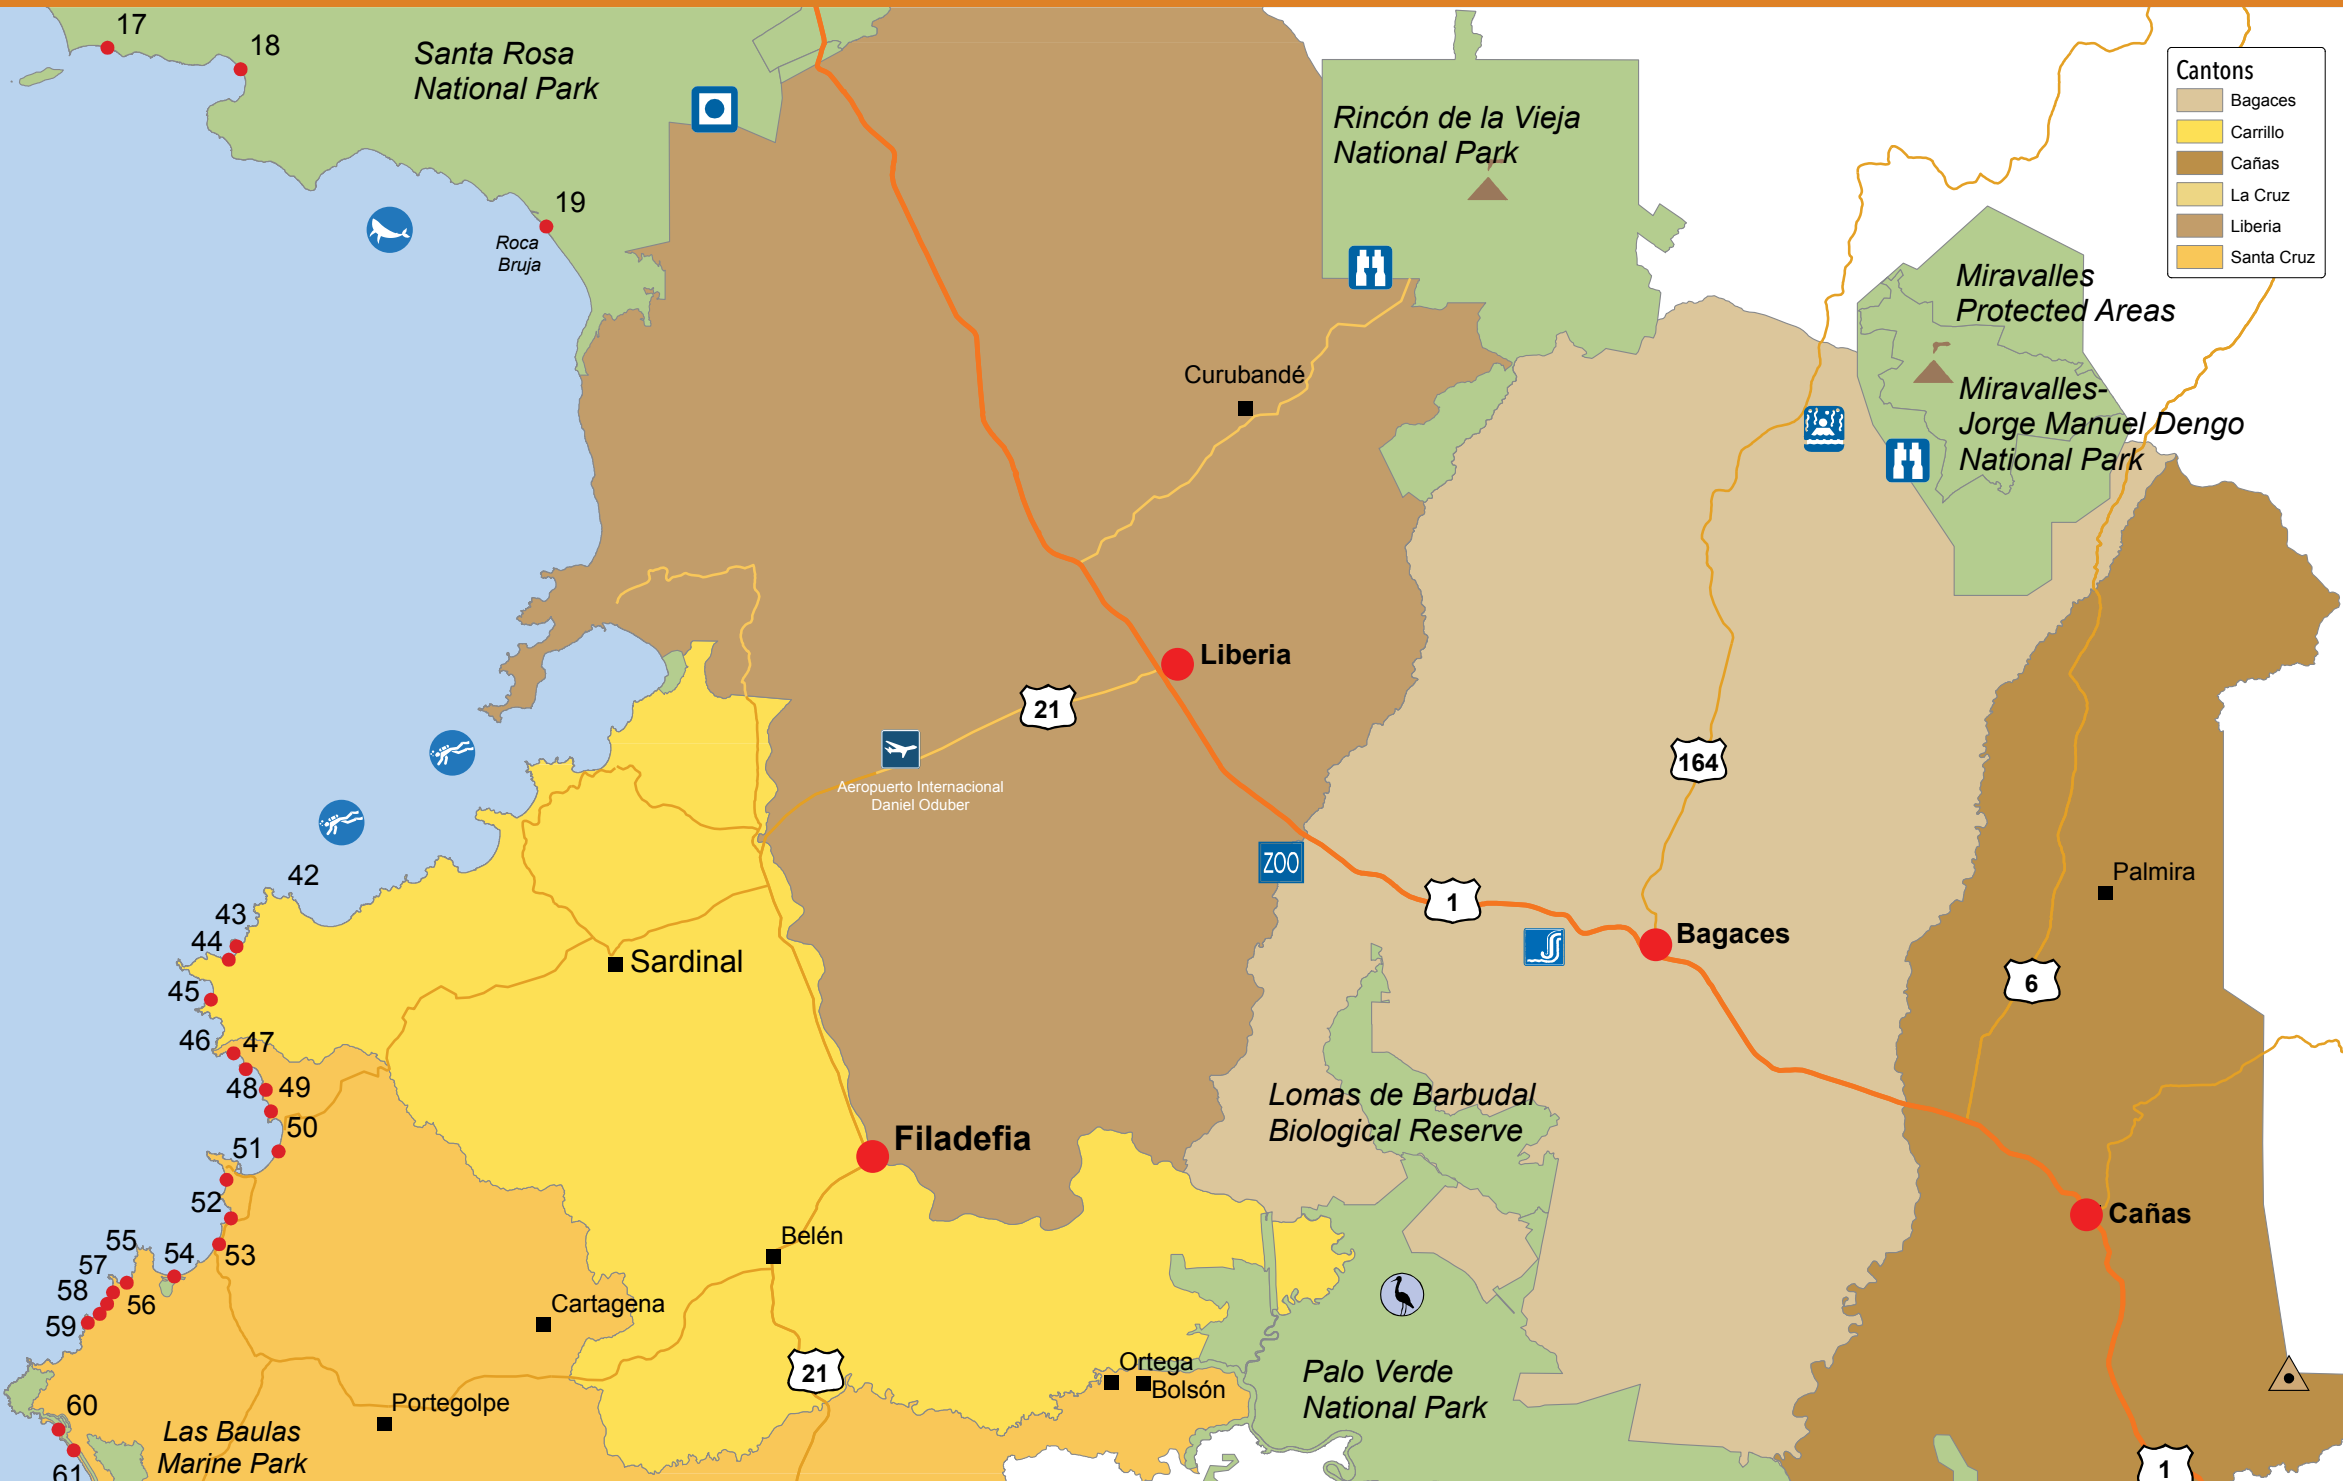 17
18
Santa Rosa
National Park
Cantons
Bagaces
Carrillo
Cañas
La Cruz
Liberia
Santa Cruz
Rincón de la Vieja
National Park
19
Roca
Bruja
Miravalles
Protected Areas
Curubandé
Miravalles-
Jorge Manuel Dengo
National Park
Liberia
21
164
Aeropuerto Internacional
Daniel Oduber
ZOO
42
Palmira
1
43
44
Bagaces
Sardinal
45
6
46
47
48
49
Lomas de Barbudal
Biological Reserve
50
51
Filadefia
52
Cañas
53
54
55
Belén
57
58
56
59
Cartagena
21
Ortega
Bolsón
Palo Verde
National Park
Portegolpe
60
Las Baulas
Marine Park
61
1